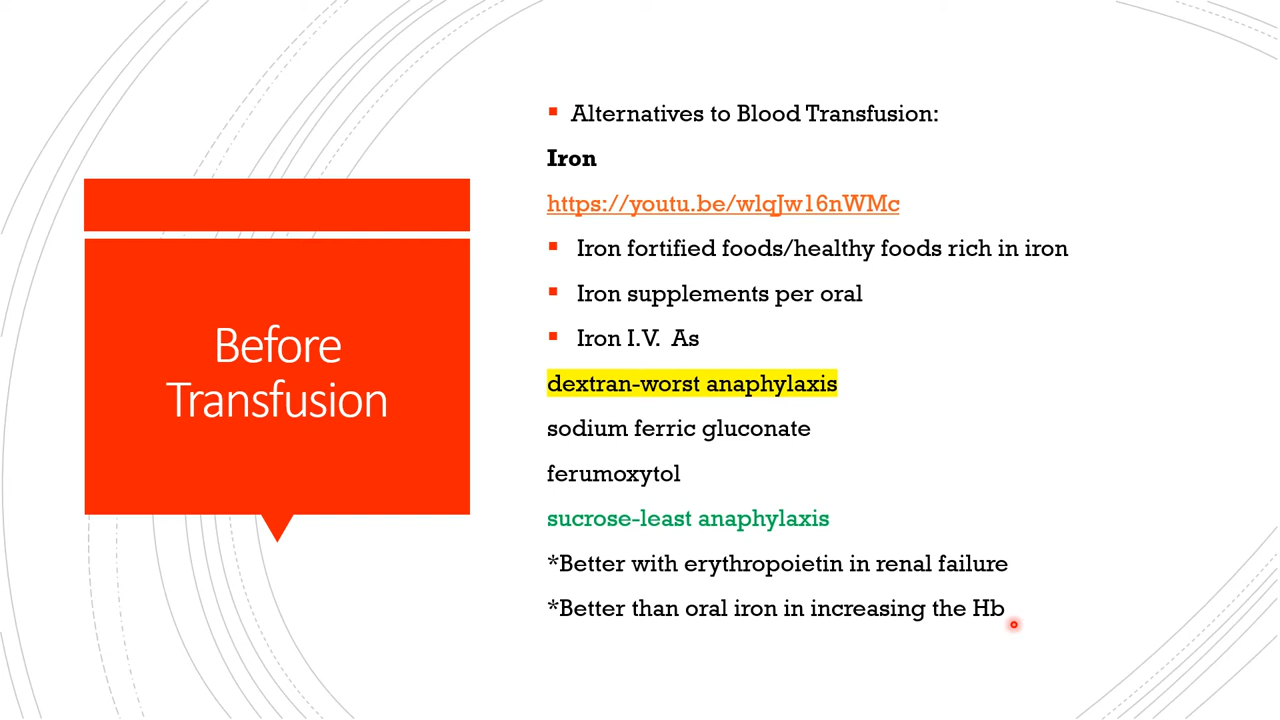 Before
Transfusion
Alternatives to Blood Transfusion:
Iron
https://youtu.be/wlqJw16nWMc
Iron fortified foods/healthy foods rich in iron
Iron supplements per oral
Iron I.V. As
dextran-worst anaphylaxis
sodium ferric gluconate
ferumoxytol
sucrose-least anaphylaxis
*Better with erythropoietin in renal failure
*Better than oral iron in increasing the Hb